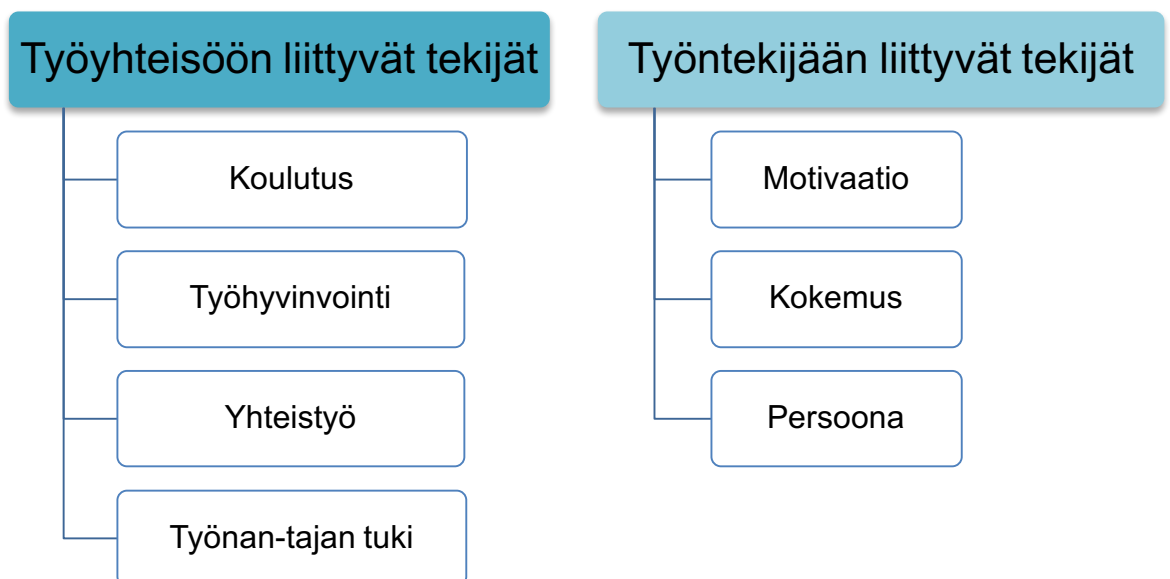 Työyhteisöön liittyvät tekijät
Koulutus
Työhyvinvointi
Yhteistyö
Työnan-tajan tuki
Työntekijään liittyvät tekijät
Motivaatio
Kokemus
Persoona